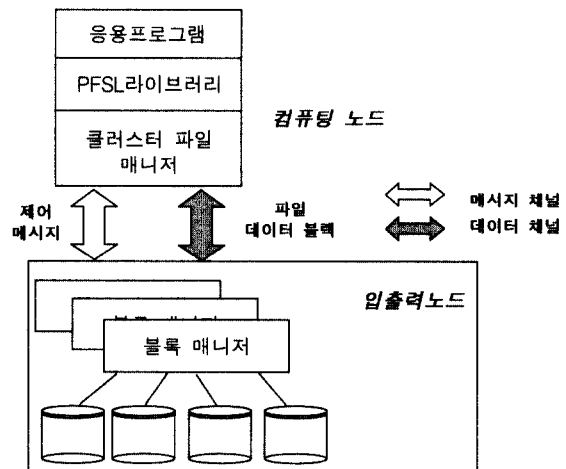 응용프로그램
PFSL라이브러리
컴퓨팅 노드
클러스터 파일
매니저
제어
메시지
파일
데이터 블럭
메시지 채널
데이터 채널
입출력노드
블록 매니저